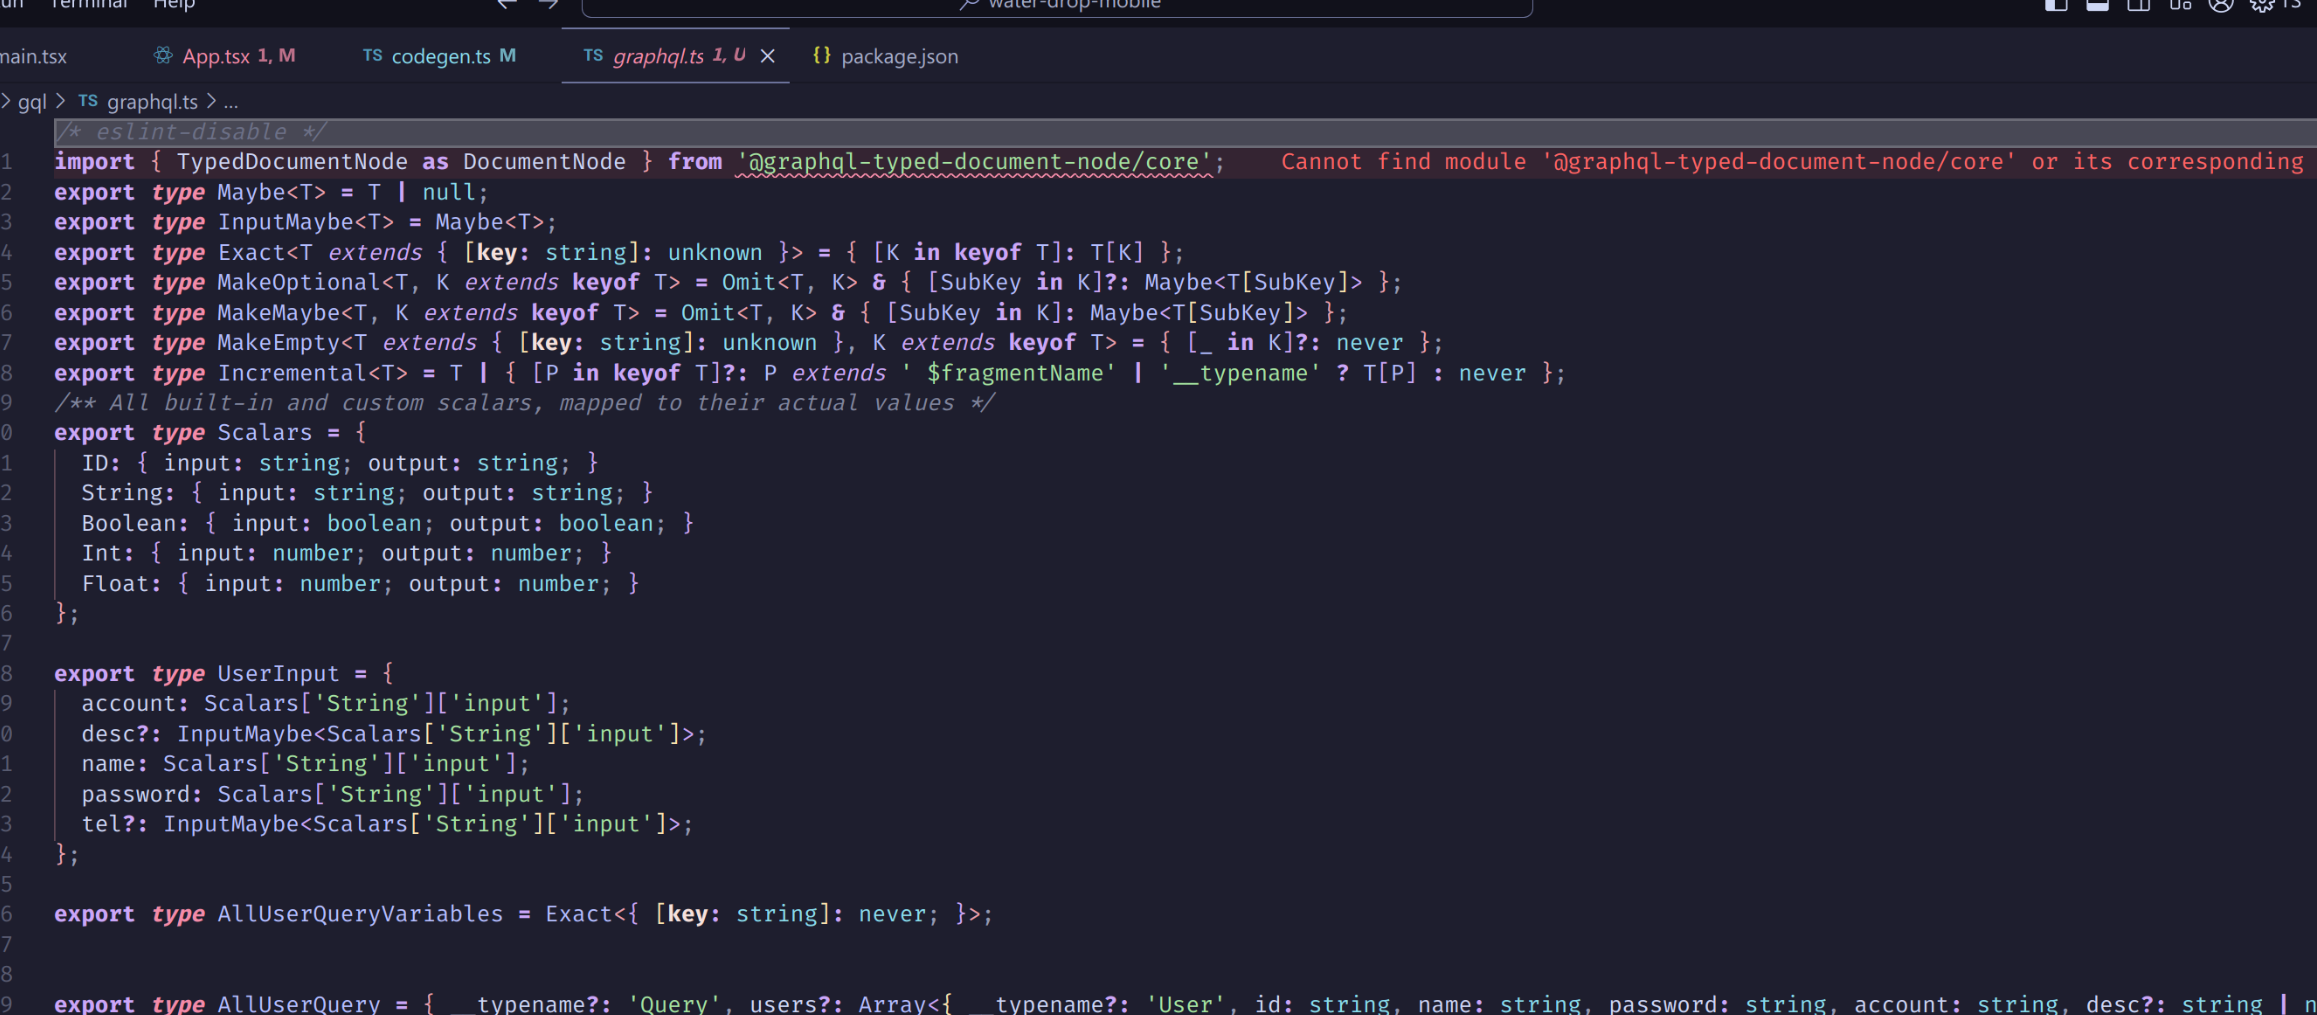 Terminal Help water-drop-mobile
main.tsx App.tsx 1, M TS codegen.ts M TS graphql.ts 1, U {} package.json
gql TS graphql.ts ...
/* eslint-disable */
1 import { TypedDocumentNode as DocumentNode } from '@graphql-typed-document-node/core'; Cannot find module '@graphql-typed-document-node/core' or its corresponding
2 export type Maybe<T> = T | null;
3 export type InputMaybe<T> = Maybe<T>;
4 export type Exact<T extends { [key: string]: unknown }> = { [K in keyof T]: T[K] };
5 export type MakeOptional<T, K extends keyof T> = Omit<T, K> & { [SubKey in K]?: Maybe<T[SubKey]> };
6 export type MakeMaybe<T, K extends keyof T> = Omit<T, K> & { [SubKey in K]: Maybe<T[SubKey]> };
7 export type MakeEmpty<T extends { [key: string]: unknown }, K extends keyof T> = { [_ in K]?: never };
8 export type Incremental<T> = T | { [P in keyof T]?: P extends ' $fragmentName' | '__typename' ? T[P] : never };
9 /** All built-in and custom scalars, mapped to their actual values */
0 export type Scalars = {
1 ID: { input: string; output: string; }
2 String: { input: string; output: string; }
3 Boolean: { input: boolean; output: boolean; }
4 Int: { input: number; output: number; }
5 Float: { input: number; output: number; }
6 };
7
8 export type UserInput = {
9 account: Scalars['String']['input'];
0 desc?: InputMaybe<Scalars['String']['input']>;
1 name: Scalars['String']['input'];
2 password: Scalars['String']['input'];
3 tel?: InputMaybe<Scalars['String']['input']>;
4 };
5
6 export type AllUserQueryVariables = Exact<{ [key: string]: never; }>;
7
8
9 export type AllUserQuery = { __typename?: 'Query', users?: Array<{ __typename?: 'User', id: string, name: string, password: string, account: string, desc?: string | n